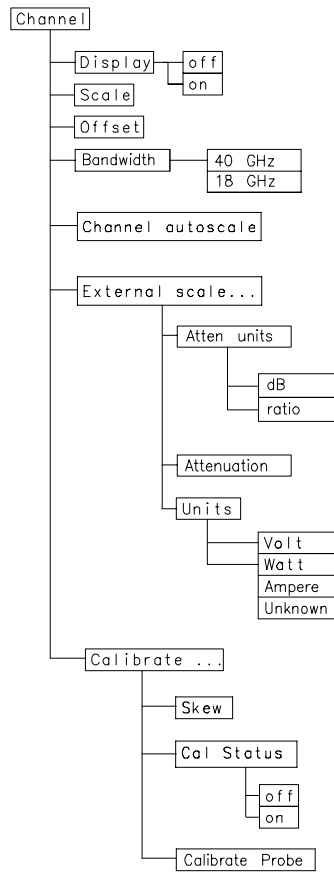 Channel
Display
off
on
Scale
Offset
Bandwidth
40 GHz
18 GHz
Channel autoscale
External scale...
Atten units
dB
ratio
Attenuation
Units
Volt
Watt
Ampere
Unknown
Calibrate ...
Skew
Cal Status
off
on
Calibrate Probe